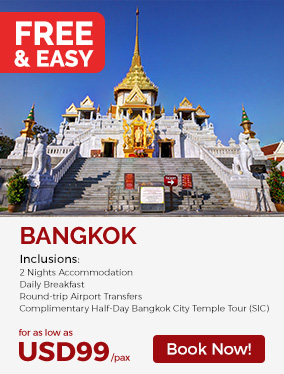 FREE
& EASY
BANGKOK
Inclusions:
2 Nights Accommodation
Daily Breakfast
Round-trip Airport Transfers
Complimentary Half-Day Bangkok City Temple Tour (SIC)
for as low as
USD99 /pax
Book Now!